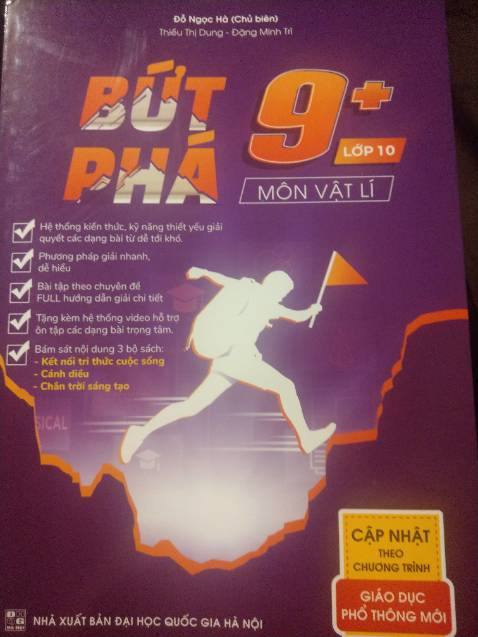 Đỗ Ngọc Hà (Chủ biên)
Thiều Thị Dung - Đặng Minh Trí
BỨT
PHÁ
9+
LỚP 10
MÔN VẬT LÍ
Hệ thống kiến thức, kỹ năng thiết yếu giải
quyết các dạng bài từ dễ tới khó.
Phương pháp giải nhanh,
dễ hiểu
Bài tập theo chuyên đề
FULL hướng dẫn giải chi tiết
Tặng kèm hệ thống video hỗ trợ
ôn tập các dạng bài trọng tâm.
Bám sát nội dung 3 bộ sách:
- Kết nối tri thức cuộc sống
- Cánh diều
- Chân trời sáng tạo
SICAL
CẬP NHẬT
THEO
CHƯƠNG TRÌNH
GIÁO DỤC
PHỔ THÔNG MỚI
NHÀ XUẤT BẢN ĐẠI HỌC QUỐC GIA HÀ NỘI